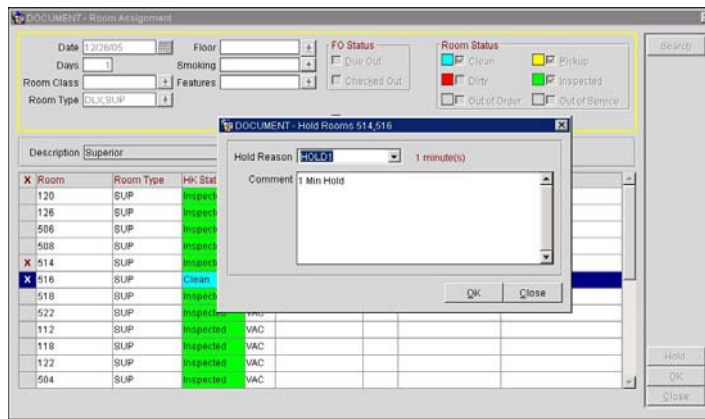 DOCUMENT - Room Assignment
Date 12/26/05 Floor FO Status Room Status Search
Days 1 Smoking Due Out Clean Pickup
Room Class Features Checked Out Dirty Inspected
Room Type DLX,SUP Out of Order Out of Service
DOCUMENT - Hold Rooms 514,516
Description Superior
Hold Reason HOLD1 1 minute(s)
Comment 1 Min Hold
X Room Room Type HK Stat
120 SUP Inspect
126 SUP Inspect
506 SUP Inspect
508 SUP Inspect
X 514 SUP Inspect
X 516 SUP Clean
OK Close
518 SUP Inspect
522 SUP Inspected VAC
112 SUP Inspected VAC
118 SUP Inspected VAC
122 SUP Inspected VAC Hold
504 SUP Inspected VAC OK
Close